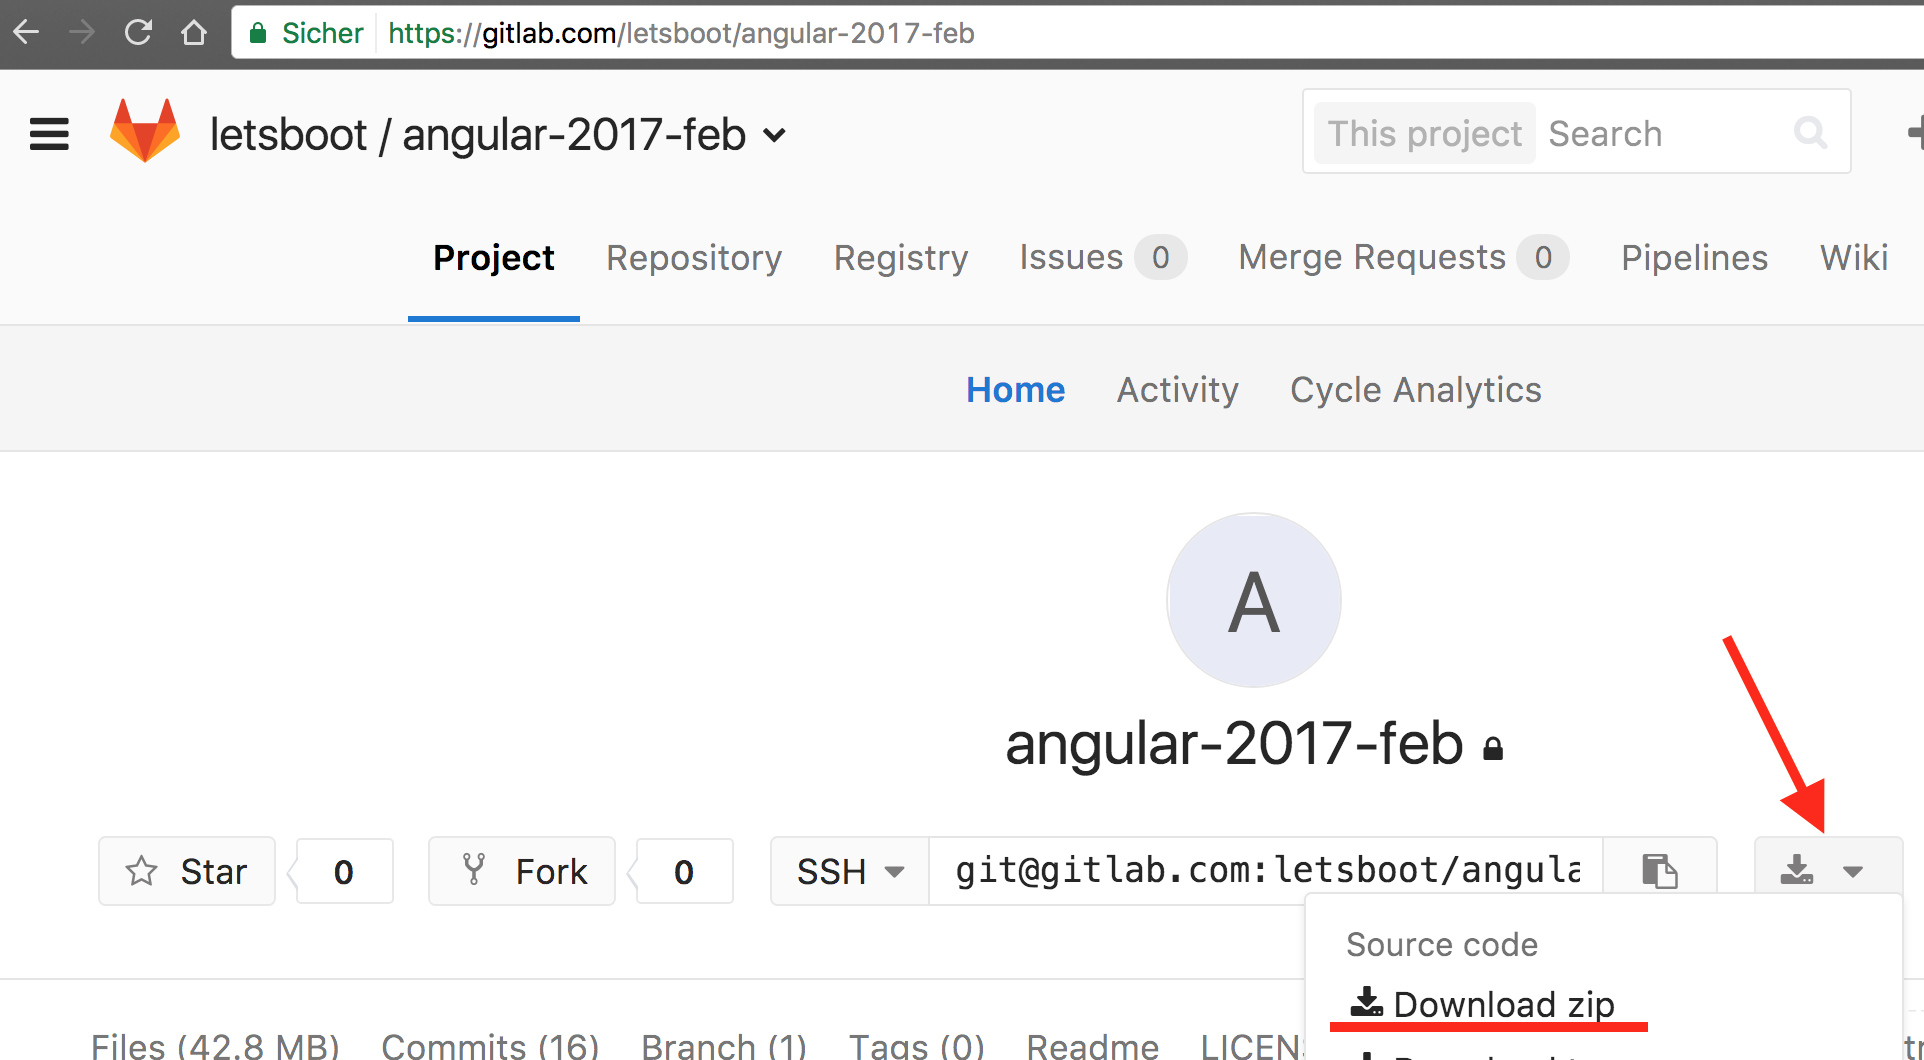 Sicher https://gitlab.com/letsboot/angular-2017-feb
letsboot / angular-2017-feb
This project Search
Project Repository Registry Issues 0 Merge Requests 0 Pipelines Wiki
Home Activity Cycle Analytics
A
angular-2017-feb
Star 0 Fork 0 SSH git@gitlab.com:letsboot/angula
Source code
Download zip
Files (42.8 MB) Commits (16) Branch (1) Tags (0) Readme LICEN